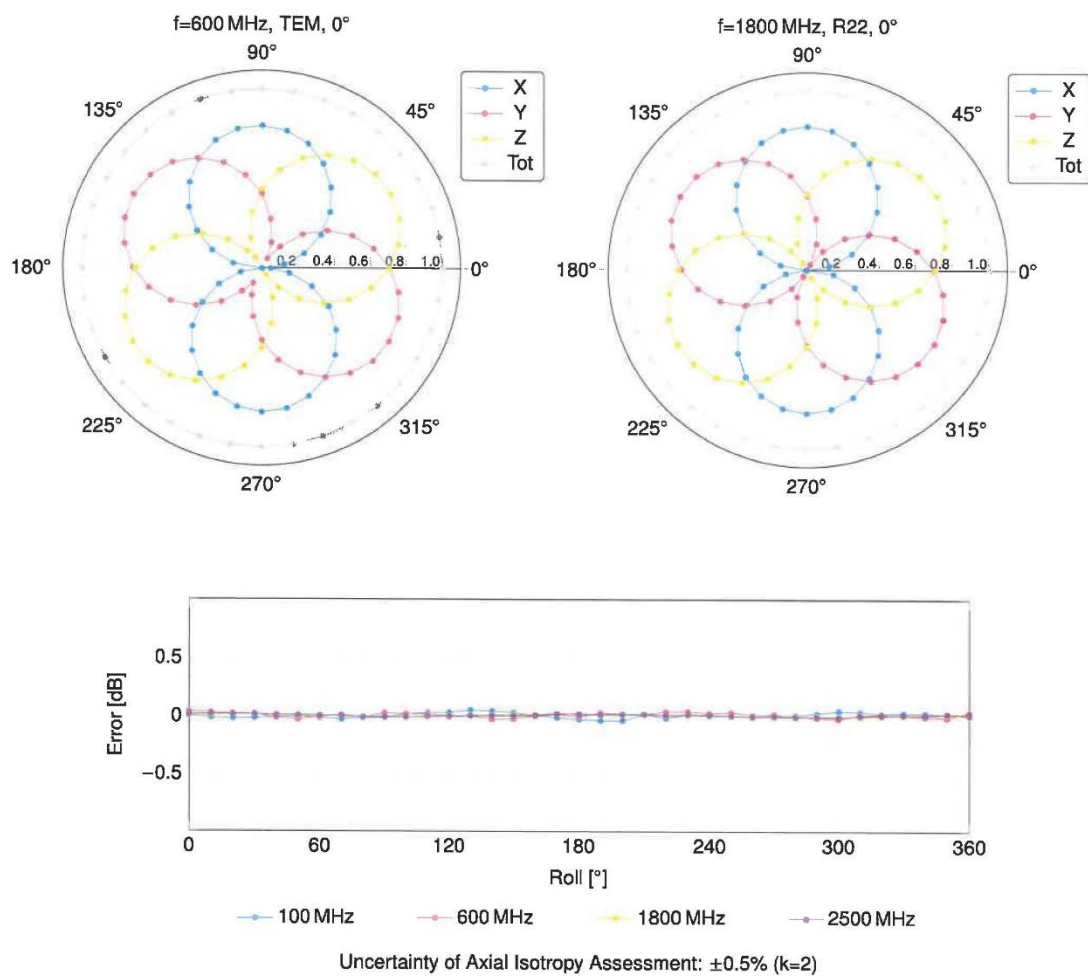 f=600 MHz, TEM, 0°
90°
135°
45°
X
Y
Z
Tot
180°
0.2 0.4 0.6 0.8 1.0
0°
225°
315°
270°
f=1800 MHz, R22, 0°
90°
135°
45°
X
Y
Z
Tot
180°
0.2 0.4 0.6 0.8 1.0
0°
225°
315°
270°
Error [dB]
0.5
0
−0.5
0 60 120 180 240 300 360
Roll [°]
100 MHz 600 MHz 1800 MHz 2500 MHz
Uncertainty of Axial Isotropy Assessment: ±0.5% (k=2)